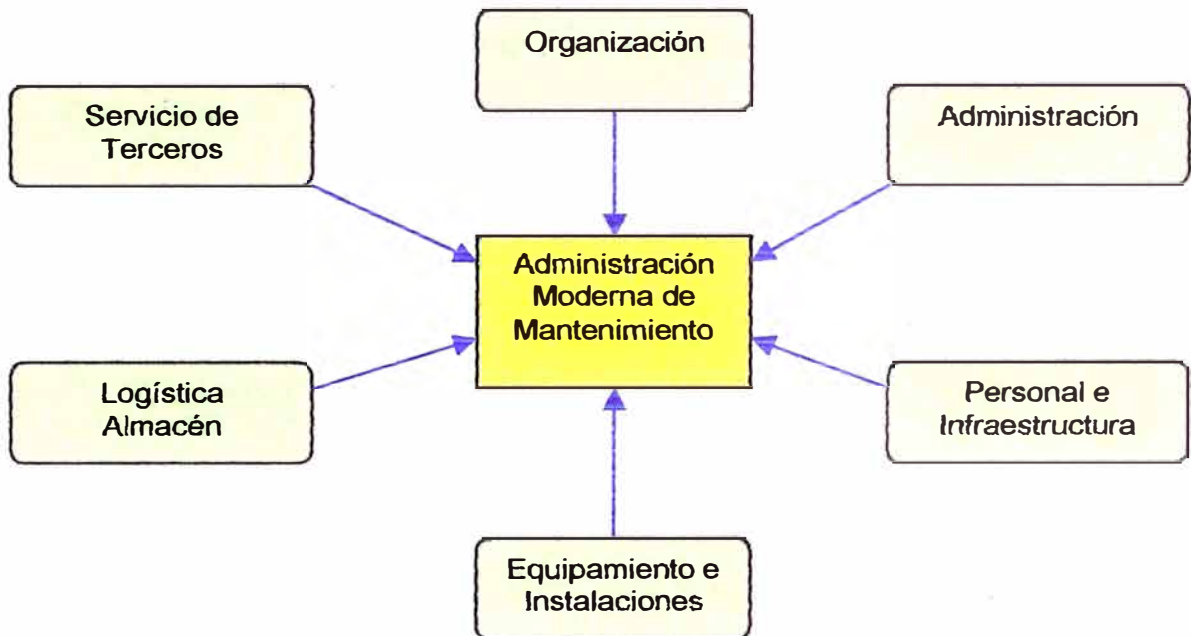 Organización
Servicio de
Terceros
Administración
Administración
Moderna de
Mantenimiento
Logística
Almacén
Personal e
Infraestructura
Equipamiento e
Instalaciones